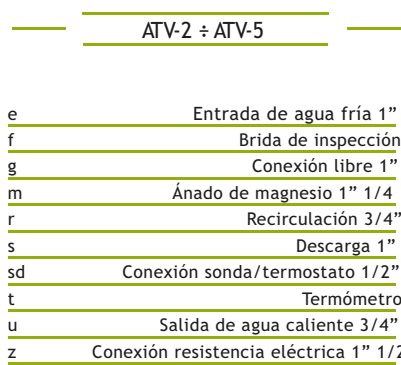 ATV-2 ÷ ATV-5
e Entrada de agua fría 1”
f Brida de inspección
g Conexión libre 1”
m Ánado de magnesio 1” 1/4
r Recirculación 3/4”
s Descarga 1”
sd Conexión sonda/termostato 1/2”
t Termómetro
u Salida de agua caliente 3/4”
z Conexión resistencia eléctrica 1” 1/2